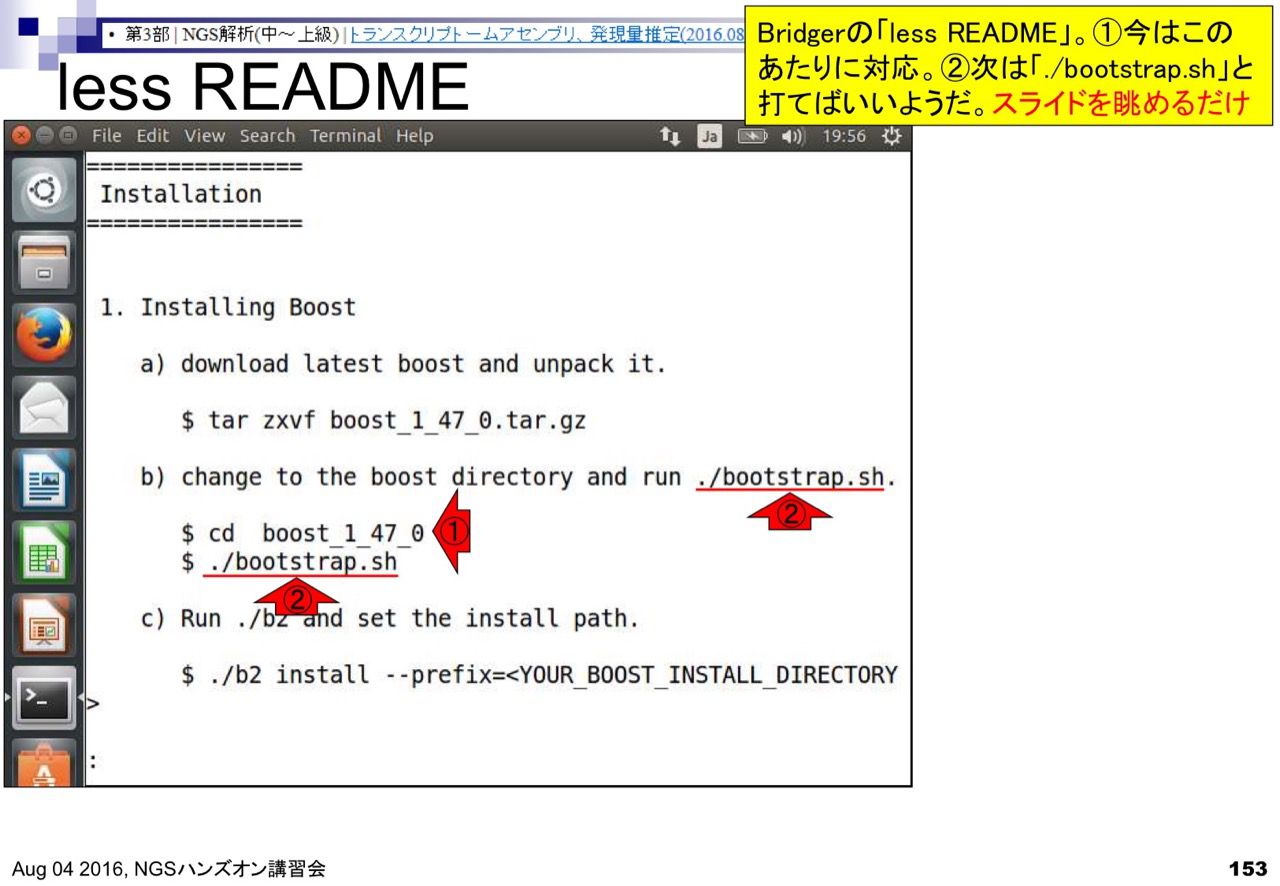 • 第3部 | NGS解析(中～上級) | トランスクリプトームアセンブリ、発現量推定(2016.08
Bridgerの「less README」。①今はこの
あたりに対応。②次は「./bootstrap.sh」と
打てばいいようだ。スライドを眺めるだけ
less README
File Edit View Search Terminal Help Ja 19:56
================
Installation
================
1. Installing Boost
a) download latest boost and unpack it.
$ tar zxvf boost_1_47_0.tar.gz
b) change to the boost directory and run ./bootstrap.sh.
②
$ cd  boost_1_47_0 ①
$ ./bootstrap.sh
②
c) Run ./b2 and set the install path.
$ ./b2 install --prefix=<YOUR_BOOST_INSTALL_DIRECTORY
>
:
Aug 04 2016, NGSハンズオン講習会
153